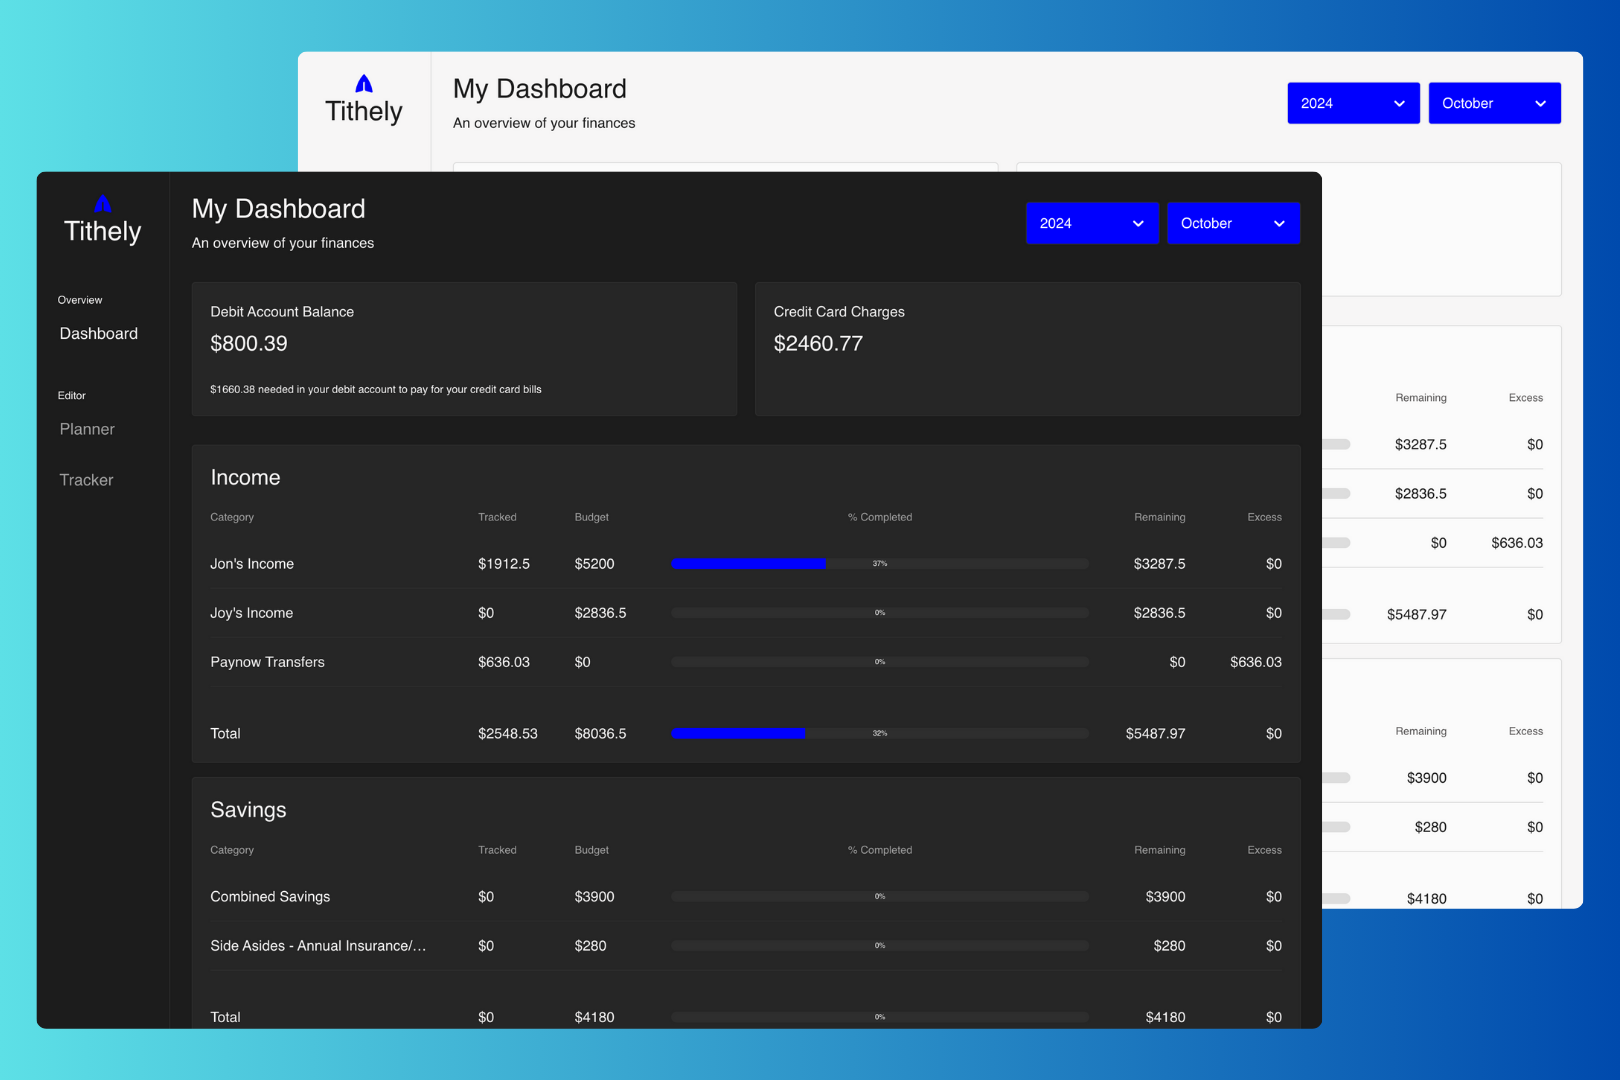 Tithely
My Dashboard
An overview of your finances
2024
October
Remaining Excess
$3287.5 $0
$2836.5 $0
$0 $636.03
$5487.97 $0
Remaining Excess
$3900 $0
$280 $0
$4180 $0
Tithely
Overview
Dashboard
Editor
Planner
Tracker
My Dashboard
An overview of your finances
2024
October
Debit Account Balance
$800.39
$1660.38 needed in your debit account to pay for your credit card bills
Credit Card Charges
$2460.77
Income
Category Tracked Budget % Completed Remaining Excess
Jon's Income $1912.5 $5200 37% $3287.5 $0
Joy's Income $0 $2836.5 0% $2836.5 $0
Paynow Transfers $636.03 $0 0% $0 $636.03
Total $2548.53 $8036.5 32% $5487.97 $0
Savings
Category Tracked Budget % Completed Remaining Excess
Combined Savings $0 $3900 0% $3900 $0
Side Asides - Annual Insurance/... $0 $280 0% $280 $0
Total $0 $4180 0% $4180 $0